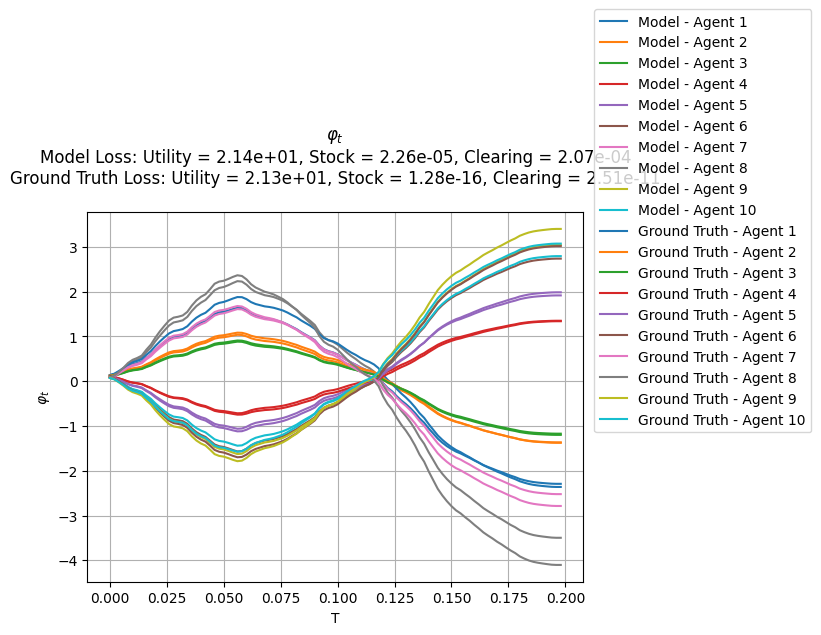 φt
Model Loss: Utility = 2.14e+01, Stock = 2.26e-05, Clearing = 2.07e-04
Ground Truth Loss: Utility = 2.13e+01, Stock = 1.28e-16, Clearing = 2.51e-11
Model - Agent 1
Model - Agent 2
Model - Agent 3
Model - Agent 4
Model - Agent 5
Model - Agent 6
Model - Agent 7
Model - Agent 8
Model - Agent 9
Model - Agent 10
Ground Truth - Agent 1
Ground Truth - Agent 2
Ground Truth - Agent 3
Ground Truth - Agent 4
Ground Truth - Agent 5
Ground Truth - Agent 6
Ground Truth - Agent 7
Ground Truth - Agent 8
Ground Truth - Agent 9
Ground Truth - Agent 10
φt
3
2
1
0
−1
−2
−3
−4
0.000 0.025 0.050 0.075 0.100 0.125 0.150 0.175 0.200
T